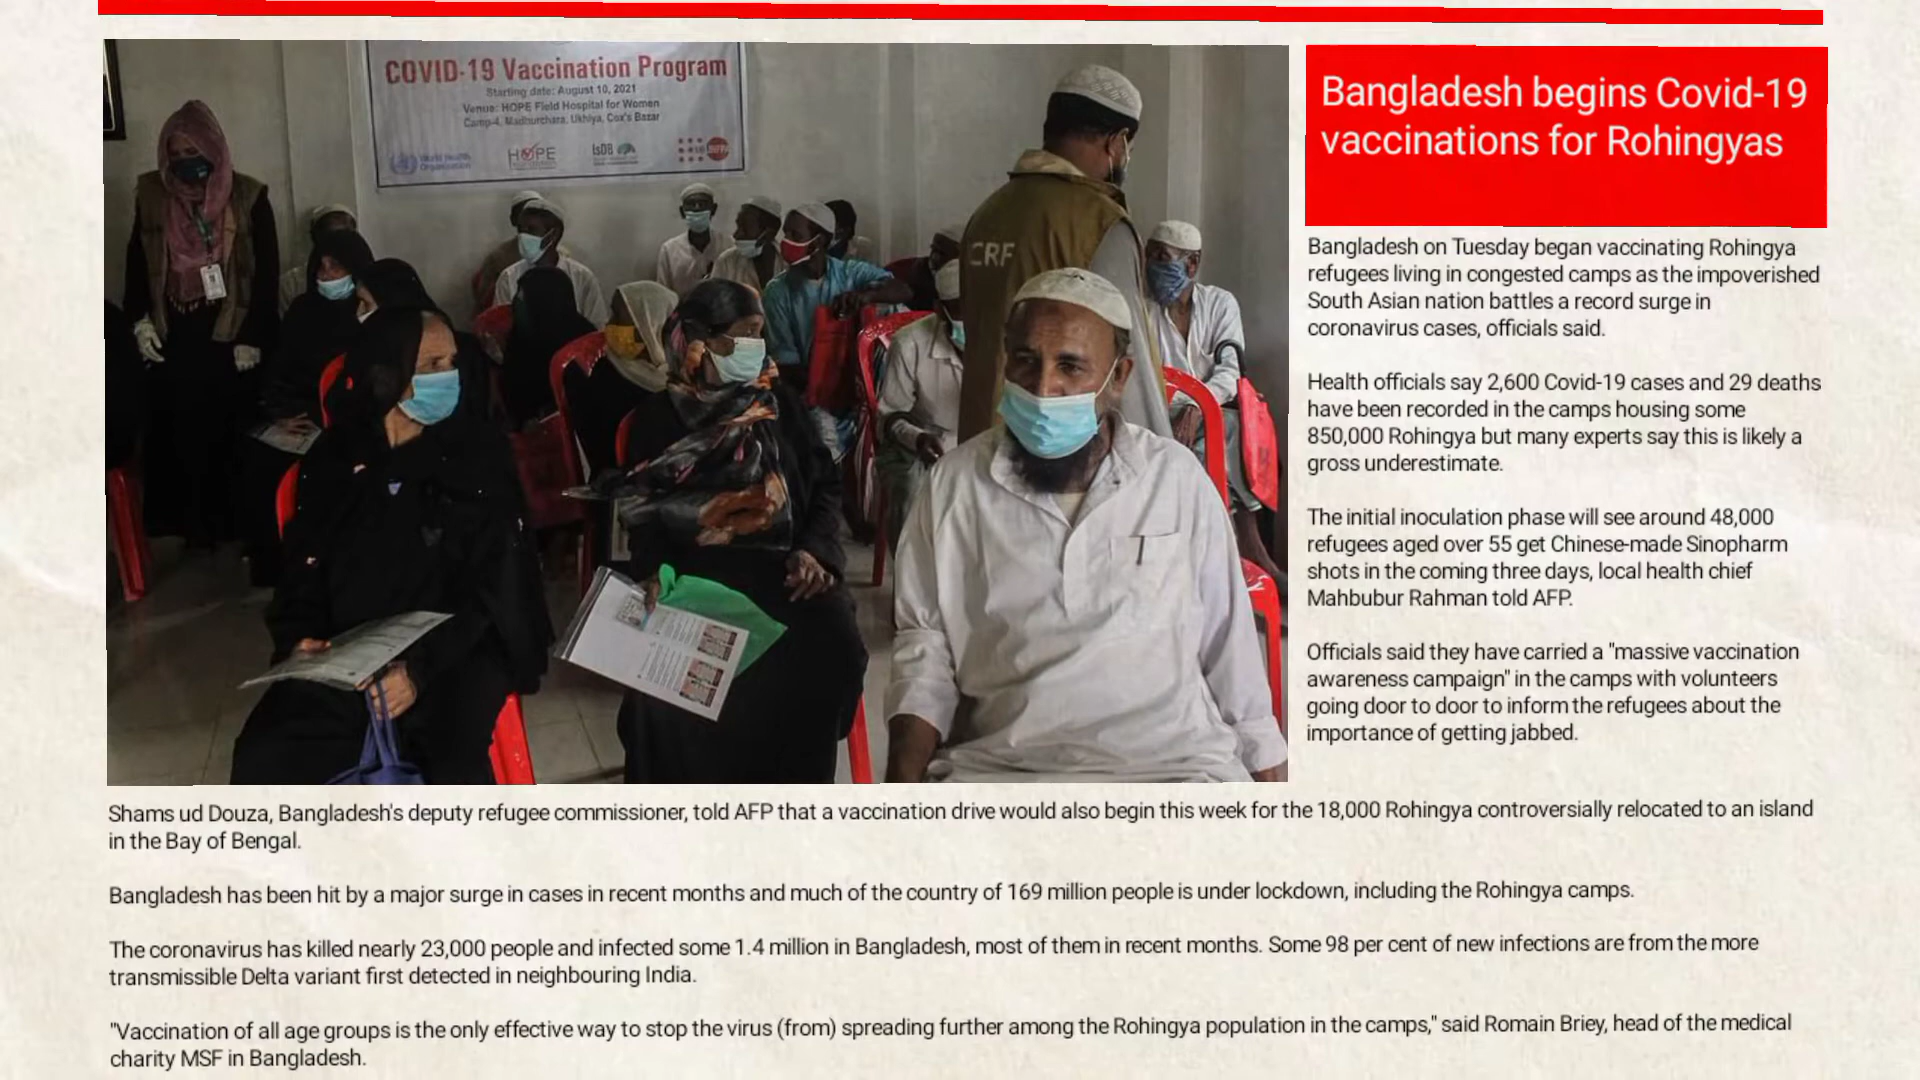 COVID-19 Vaccination Program
Starting date: August 10, 2021
Venue: HOPE Field Hospital for Women
Camp-4, Madhurchara, Ukhiya, Cox's Bazar
World Health
Organization
HOPE
IsDB
UNFPA
CRF
Bangladesh begins Covid-19
vaccinations for Rohingyas
Bangladesh on Tuesday began vaccinating Rohingya
refugees living in congested camps as the impoverished
South Asian nation battles a record surge in
coronavirus cases, officials said.
Health officials say 2,600 Covid-19 cases and 29 deaths
have been recorded in the camps housing some
850,000 Rohingya but many experts say this is likely a
gross underestimate.
The initial inoculation phase will see around 48,000
refugees aged over 55 get Chinese-made Sinopharm
shots in the coming three days, local health chief
Mahbubur Rahman told AFP.
Officials said they have carried a "massive vaccination
awareness campaign" in the camps with volunteers
going door to door to inform the refugees about the
importance of getting jabbed.
Shams ud Douza, Bangladesh's deputy refugee commissioner, told AFP that a vaccination drive would also begin this week for the 18,000 Rohingya controversially relocated to an island
in the Bay of Bengal.
Bangladesh has been hit by a major surge in cases in recent months and much of the country of 169 million people is under lockdown, including the Rohingya camps.
The coronavirus has killed nearly 23,000 people and infected some 1.4 million in Bangladesh, most of them in recent months. Some 98 per cent of new infections are from the more
transmissible Delta variant first detected in neighbouring India.
"Vaccination of all age groups is the only effective way to stop the virus (from) spreading further among the Rohingya population in the camps," said Romain Briey, head of the medical
charity MSF in Bangladesh.